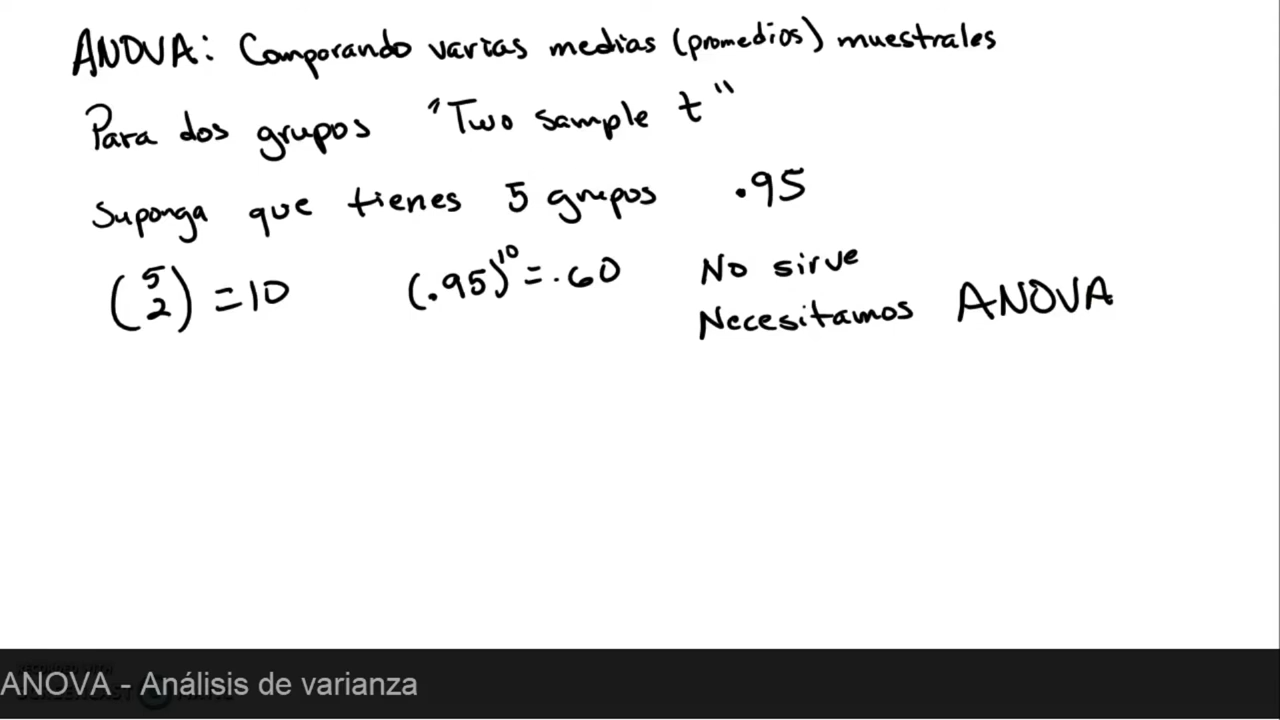 ANOVA: Comparando varias medias (promedios) muestrales
Para dos grupos "Two sample t"
Suponga que tienes 5 grupos .95
(5 2) = 10 (.95)^10 = .60 No sirve
Necesitamos ANOVA
ANOVA - Análisis de varianza